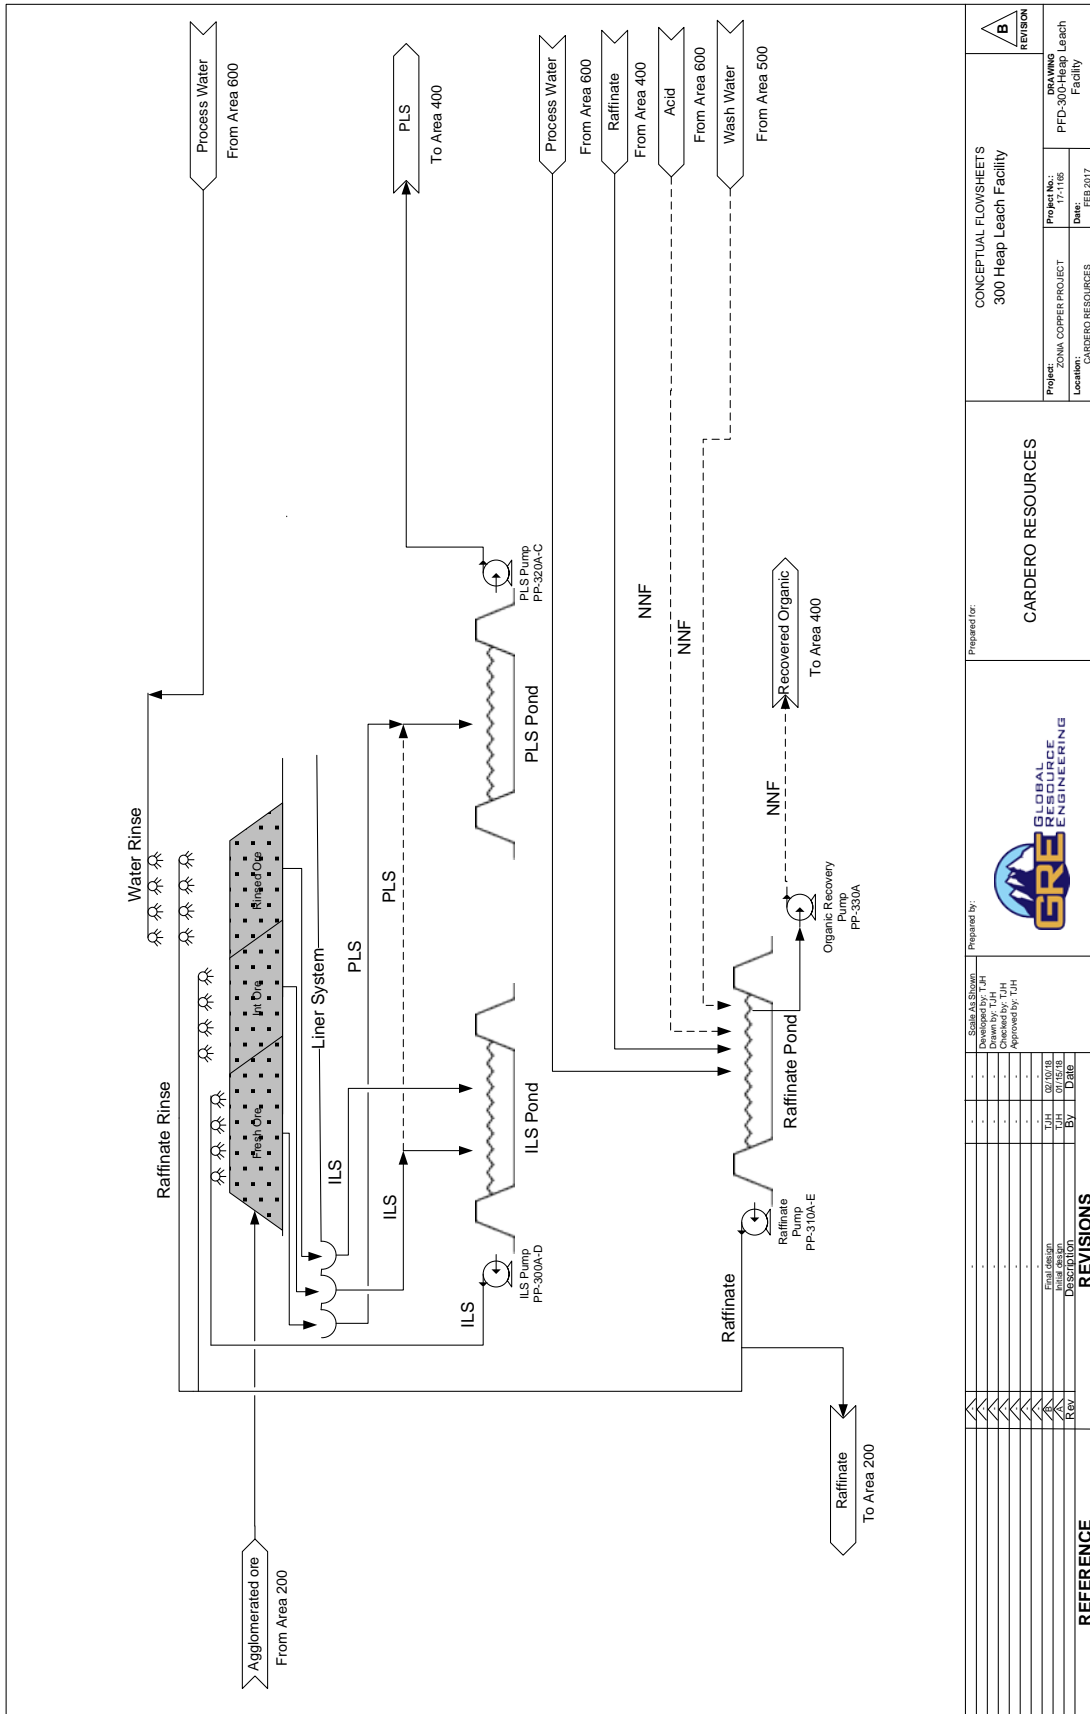 Process Water
From Area 600
PLS
To Area 400
Process Water
From Area 600
Raffinate
From Area 400
Acid
From Area 600
Wash Water
From Area 500
Water Rinse
Raffinate Rinse
Fresh Ore
Int Ore
Rinsed Ore
Liner System
PLS
PLS
ILS
ILS
ILS
PLS Pump
PP-320A-C
PLS Pond
ILS Pond
ILS Pump
PP-300A-D
NNF
NNF
NNF
Recovered Organic
To Area 400
Organic Recovery
Pump
PP-330A
Raffinate Pond
Raffinate
Pump
PP-310A-E
Raffinate
Raffinate
To Area 200
Agglomerated ore
From Area 200
REFERENCE
REVISIONS
Rev
Description
By
Date
B
Final design
TJH
02/10/18
A
Initial design
TJH
01/15/18
Scale As Shown
Developed by: TJH
Drawn by: TJH
Checked by: TJH
Approved by: TJH
Prepared by:
GRE
GLOBAL
RESOURCE
ENGINEERING
Prepared for:
CARDERO RESOURCES
CONCEPTUAL FLOWSHEETS
300 Heap Leach Facility
B
REVISION
Project:
ZONIA COPPER PROJECT
Project No.:
17-1165
DRAWING
PFD-300-Heap Leach
Facility
Location:
CARDERO RESOURCES
Date:
FEB 2017